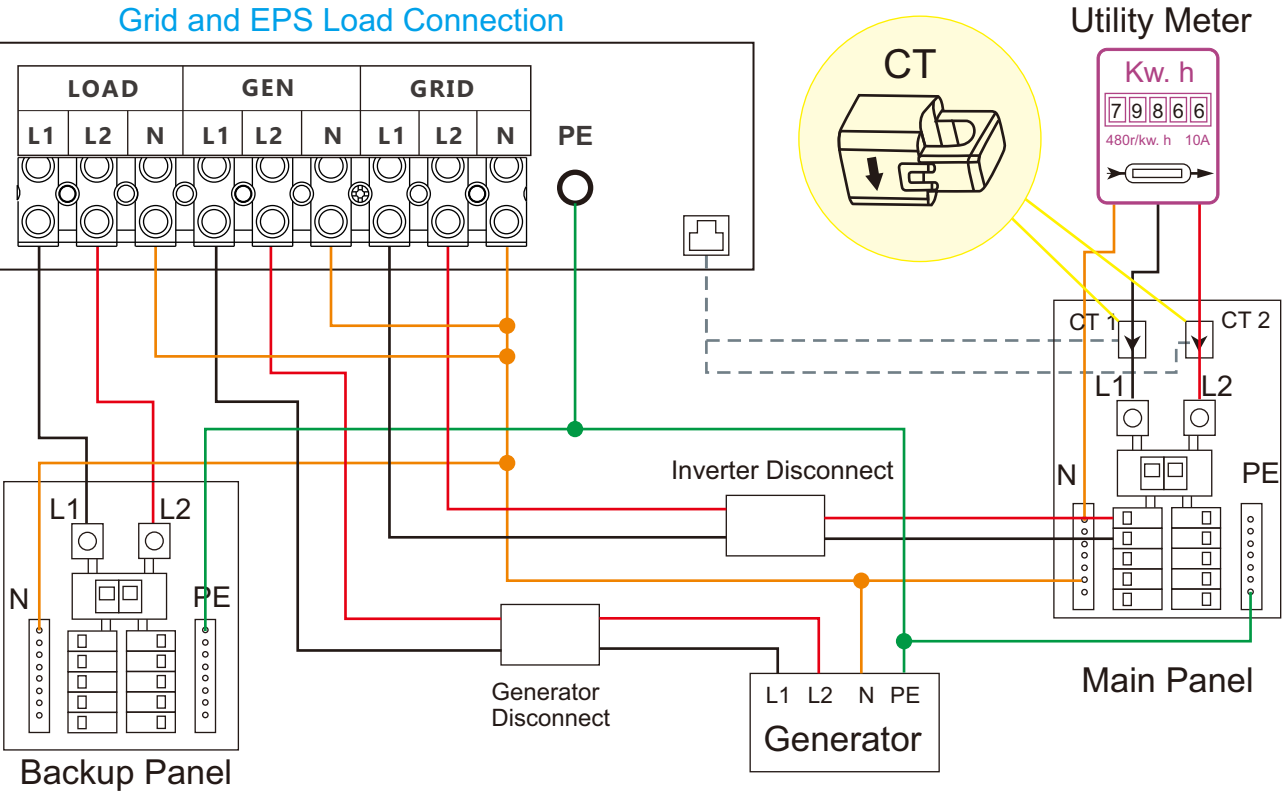 Grid and EPS Load Connection
Utility Meter
CT
Kw. h
79866
480r/kw. h 10A
LOAD GEN GRID
L1 L2 N L1 L2 N L1 L2 N PE
CT 1 CT 2
L1 L2
Inverter Disconnect
N PE
L1 L2
N PE
Generator
Disconnect
L1 L2 N PE
Generator
Main Panel
Backup Panel